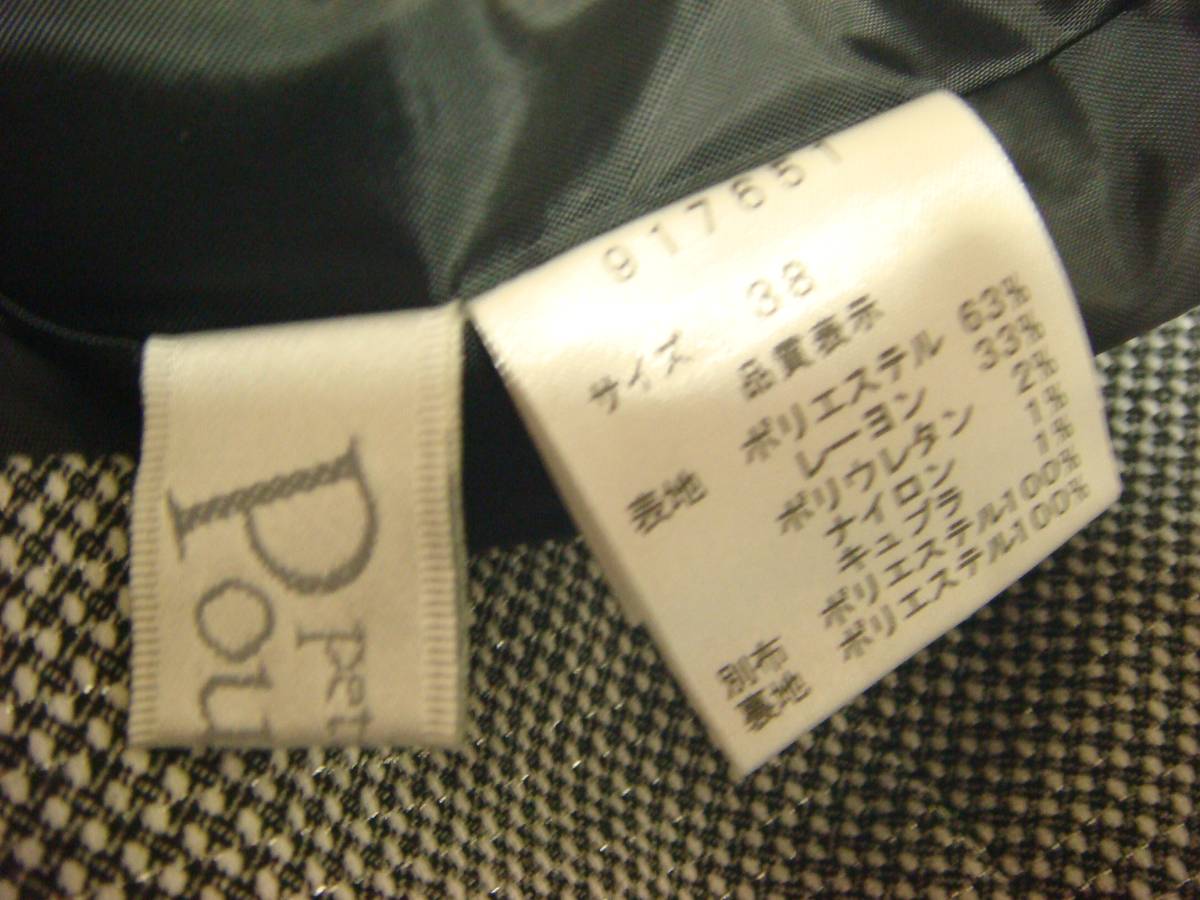 917651
サイズ 38
品質表示
表地 ポリエステル 63%
レーヨン 33%
ポリウレタン 2%
ナイロン 1%
キュプラ 1%
別布 ポリエステル100%
裏地 ポリエステル100%
P pet
Pou